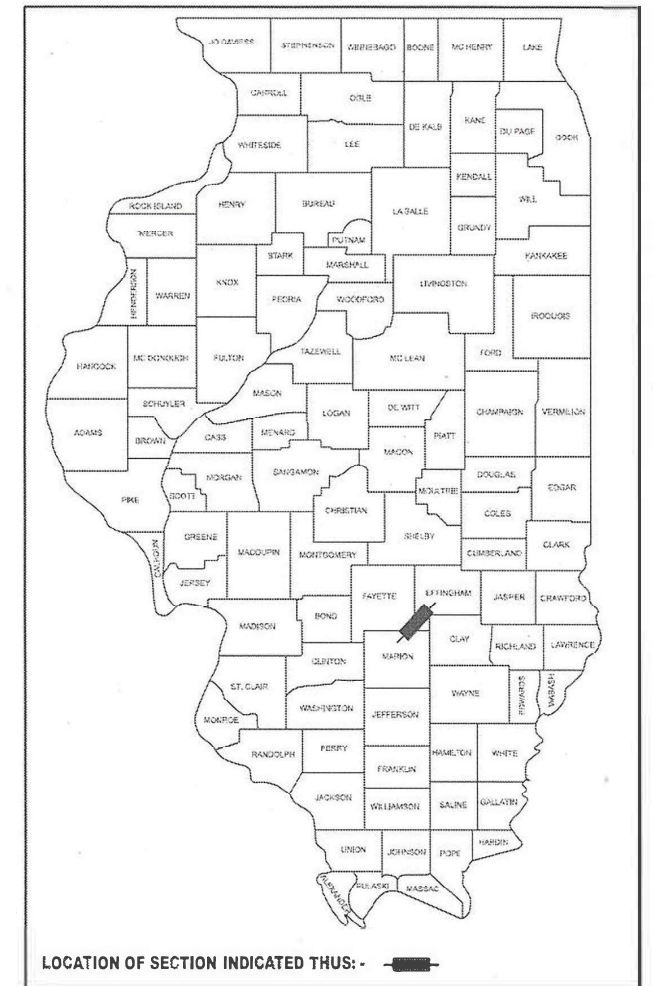 JO DAVIESS STEPHENSON WINNEBAGO BOONE MC HENRY LAKE
CARROLL OGLE
DE KALB KANE DU PAGE COOK
WHITESIDE LEE
KENDALL
WILL
ROCK ISLAND HENRY BUREAU LA SALLE
GRUNDY
MERCER PUTNAM
STARK MARSHALL KANKAKEE
HENDERSON WARREN KNOX PEORIA WOODFORD LIVINGSTON
IROQUOIS
HANCOCK MC DONOUGH FULTON TAZEWELL MC LEAN FORD
MASON
SCHUYLER LOGAN DE WITT CHAMPAIGN VERMILION
ADAMS BROWN CASS MENARD PIATT
MACON
PIKE SCOTT MORGAN SANGAMON MOULTRIE DOUGLAS EDGAR
CHRISTIAN COLES
CALHOUN GREENE MACOUPIN MONTGOMERY SHELBY CUMBERLAND CLARK
JERSEY
FAYETTE EFFINGHAM JASPER CRAWFORD
MADISON BOND
CLAY RICHLAND LAWRENCE
CLINTON MARION
ST. CLAIR WAYNE EDWARDS WABASH
MONROE WASHINGTON JEFFERSON
RANDOLPH PERRY HAMILTON WHITE
FRANKLIN
JACKSON WILLIAMSON SALINE GALLATIN
UNION JOHNSON POPE HARDIN
ALEXANDER PULASKI MASSAC
LOCATION OF SECTION INDICATED THUS: -